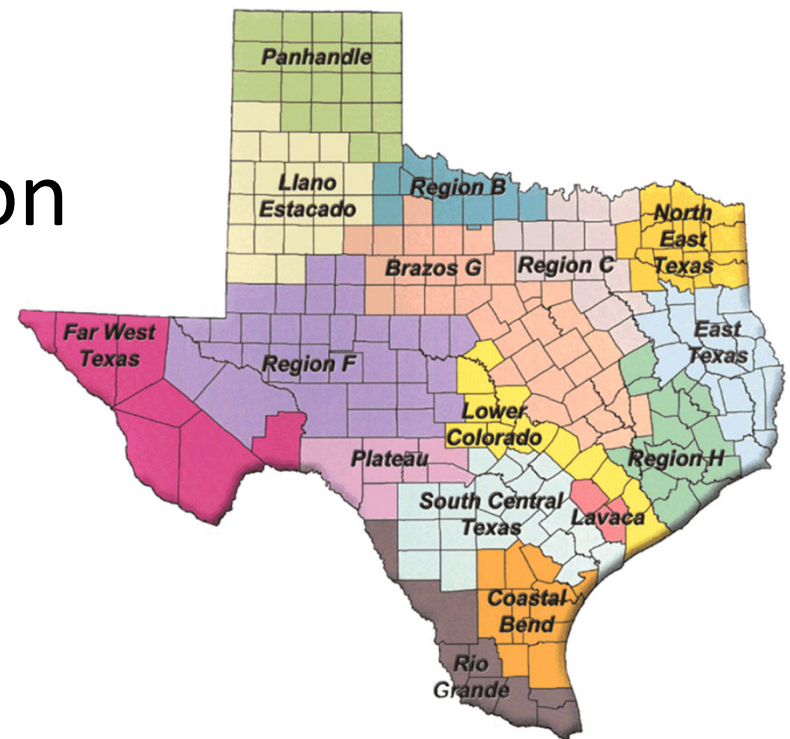 on
Panhandle
Llano
Estacado
Region B
North
East
Texas
Brazos G
Region C
Far West
Texas
Region F
East
Texas
Lower
Colorado
Plateau
Region H
South Central
Texas
Lavaca
Coastal
Bend
Rio
Grande